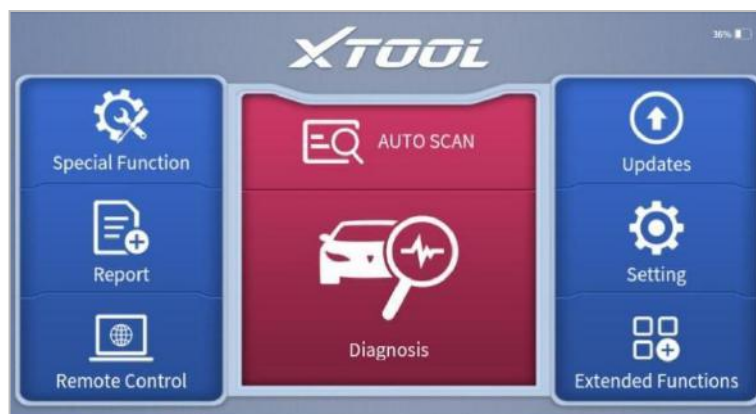 XTOOL
36%
Special Function
AUTO SCAN
Updates
Report
Diagnosis
Setting
Remote Control
Extended Functions